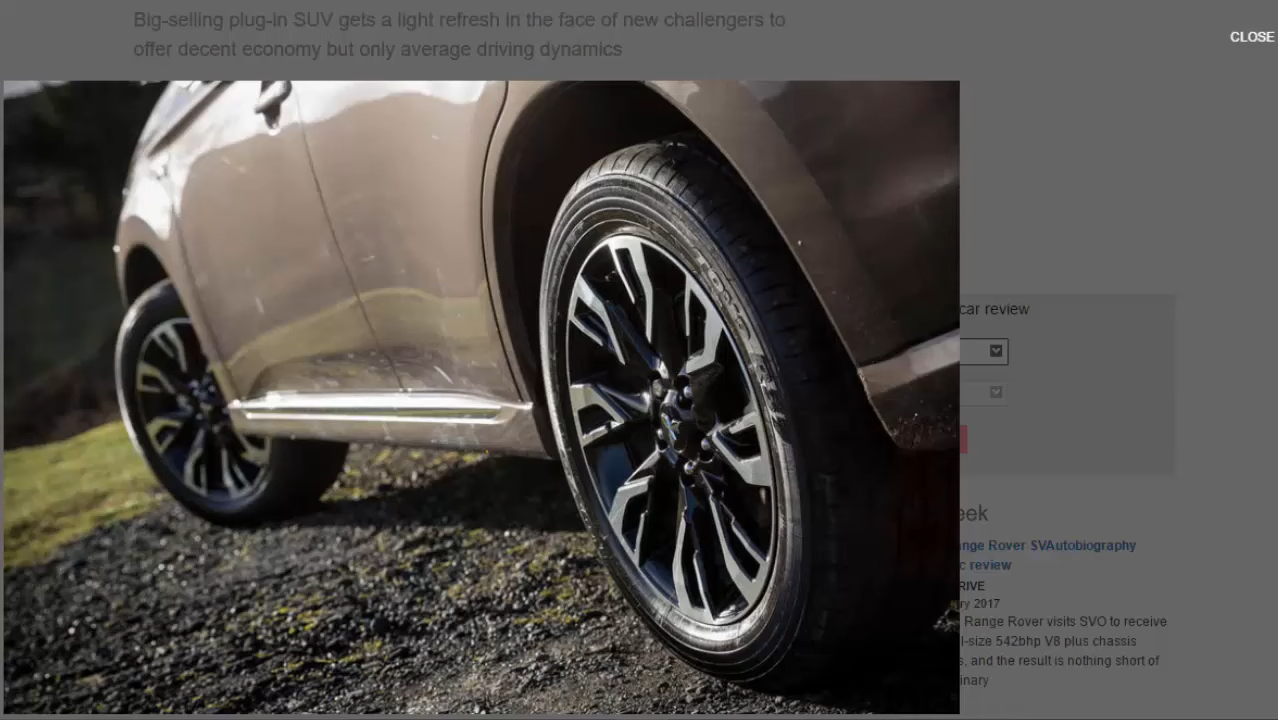 Big-selling plug-in SUV gets a light refresh in the face of new challengers to
offer decent economy but only average driving dynamics
CLOSE
car review
eek
ange Rover SVAutobiography
c review
RIVE
ry 2017
Range Rover visits SVO to receive
l-size 542bhp V8 plus chassis
s, and the result is nothing short of
inary